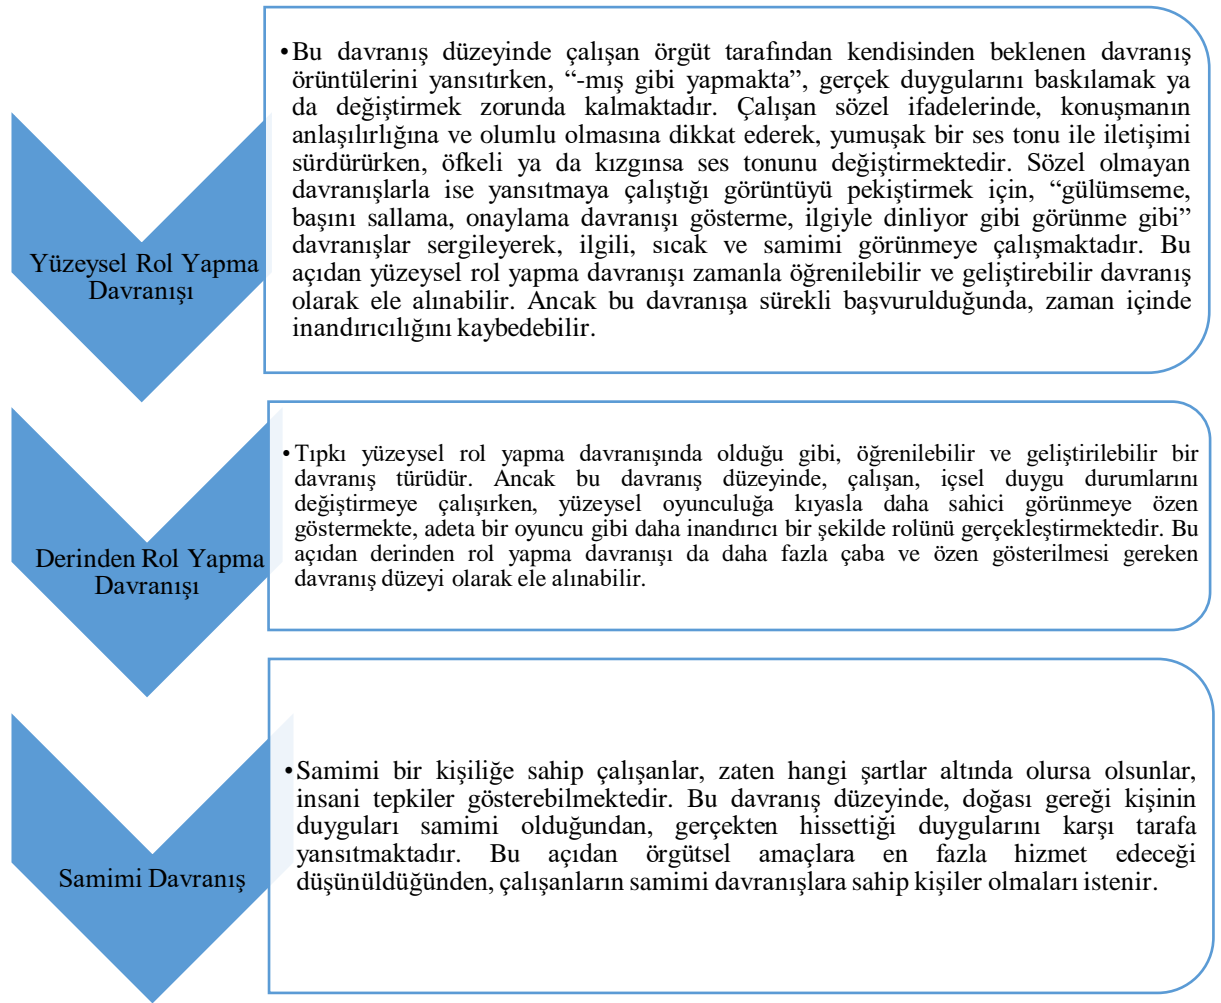 •Bu davranış düzeyinde çalışan örgüt tarafından kendisinden beklenen davranış
örüntülerini yansıtırken, “-mış gibi yapmakta”, gerçek duygularını baskılamak ya
da değiştirmek zorunda kalmaktadır. Çalışan sözel ifadelerinde, konuşmanın
anlaşılırlığına ve olumlu olmasına dikkat ederek, yumuşak bir ses tonu ile iletişimi
sürdürürken, öfkeli ya da kızgınsa ses tonunu değiştirmektedir. Sözel olmayan
davranışlarla ise yansıtmaya çalıştığı görüntüyü pekiştirmek için, “gülümseme,
başını sallama, onaylama davranışı gösterme, ilgiyle dinliyor gibi görünme gibi”
davranışlar sergileyerek, ilgili, sıcak ve samimi görünmeye çalışmaktadır. Bu
açıdan yüzeysel rol yapma davranışı zamanla öğrenilebilir ve geliştirebilir davranış
olarak ele alınabilir. Ancak bu davranışa sürekli başvurulduğunda, zaman içinde
inandırıcılığını kaybedebilir.
Yüzeysel Rol Yapma
Davranışı
•Tıpkı yüzeysel rol yapma davranışında olduğu gibi, öğrenilebilir ve geliştirilebilir bir
davranış türüdür. Ancak bu davranış düzeyinde, çalışan, içsel duygu durumlarını
değiştirmeye çalışırken, yüzeysel oyunculuğa kıyasla daha sahici görünmeye özen
göstermekte, adeta bir oyuncu gibi daha inandırıcı bir şekilde rolünü gerçekleştirmektedir. Bu
açıdan derinden rol yapma davranışı da daha fazla çaba ve özen gösterilmesi gereken
davranış düzeyi olarak ele alınabilir.
Derinden Rol Yapma
Davranışı
•Samimi bir kişiliğe sahip çalışanlar, zaten hangi şartlar altında olursa olsunlar,
insani tepkiler gösterebilmektedir. Bu davranış düzeyinde, doğası gereği kişinin
duyguları samimi olduğundan, gerçekten hissettiği duygularını karşı tarafa
yansıtmaktadır. Bu açıdan örgütsel amaçlara en fazla hizmet edeceği
düşünüldüğünden, çalışanların samimi davranışlara sahip kişiler olmaları istenir.
Samimi Davranış